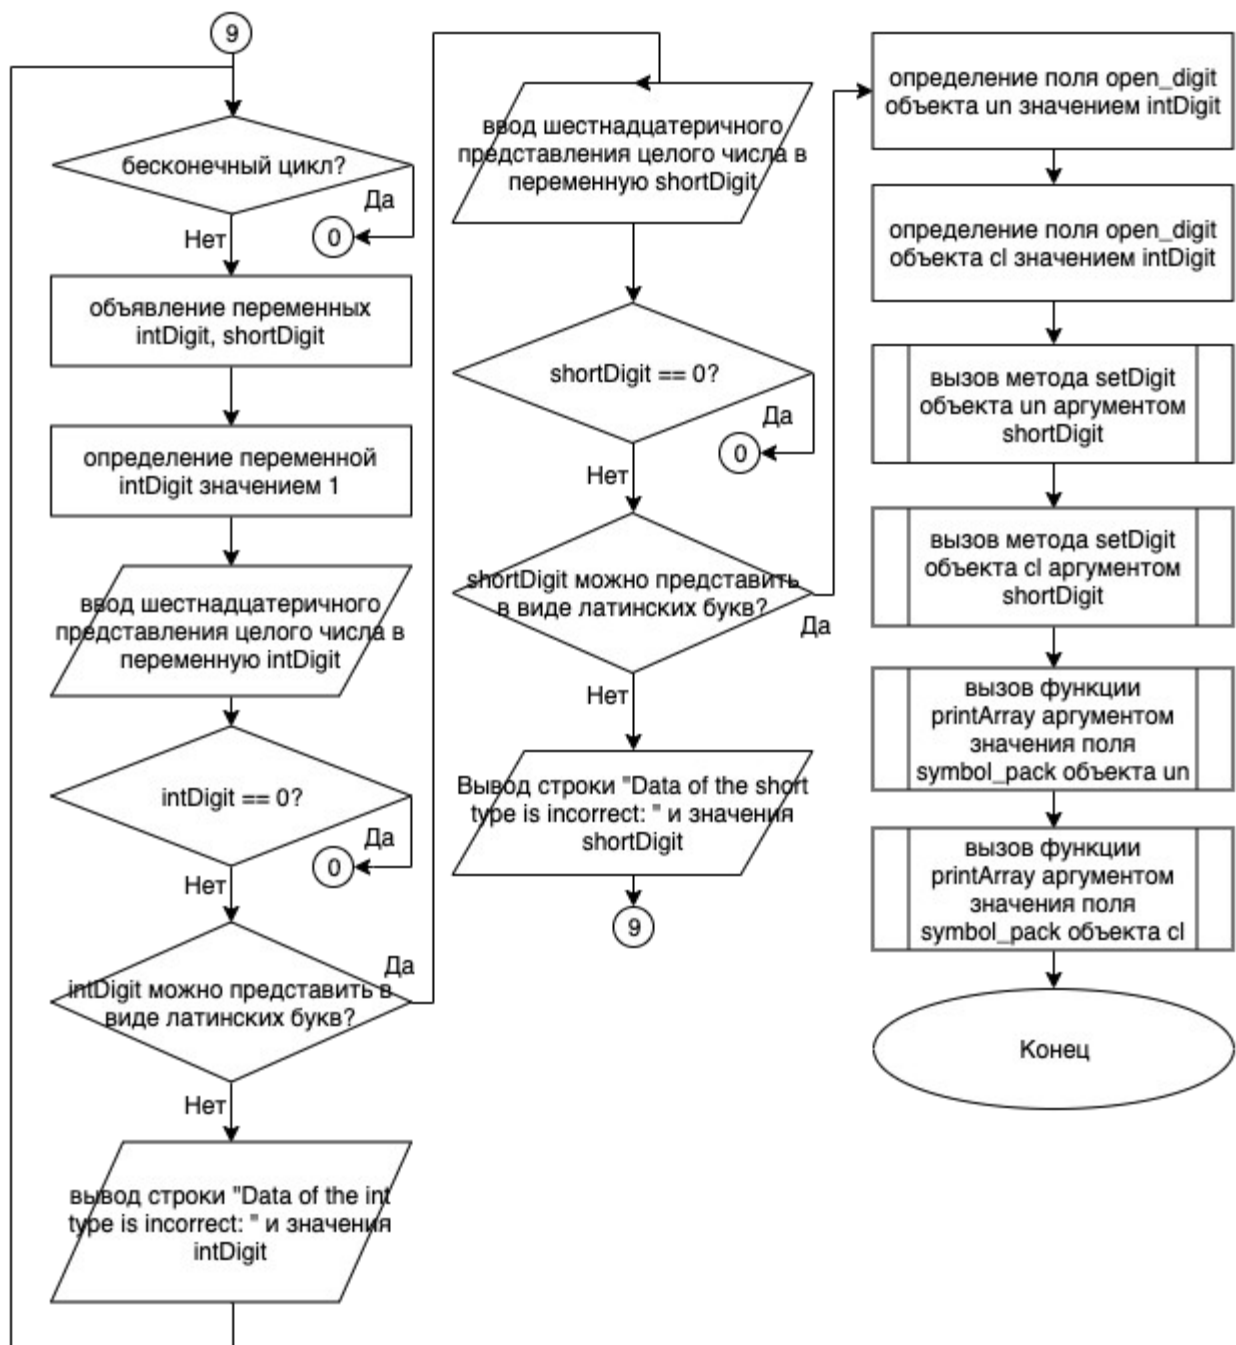 9
бесконечный цикл?
Да
0
Нет
объявление переменных
intDigit, shortDigit
определение переменной
intDigit значением 1
ввод шестнадцатеричного
представления целого числа в
переменную intDigit
intDigit == 0?
Да
0
Нет
Да
intDigit можно представить в
виде латинских букв?
Нет
вывод строки "Data of the int
type is incorrect: " и значения
intDigit
ввод шестнадцатеричного
представления целого числа в
переменную shortDigit
shortDigit == 0?
Да
0
Нет
shortDigit можно представить
в виде латинских букв?
Да
Нет
Вывод строки "Data of the short
type is incorrect: " и значения
shortDigit
9
определение поля open_digit
объекта un значением intDigit
определение поля open_digit
объекта cl значением intDigit
вызов метода setDigit
объекта un аргументом
shortDigit
вызов метода setDigit
объекта cl аргументом
shortDigit
вызов функции
printArray аргументом
значения поля
symbol_pack объекта un
вызов функции
printArray аргументом
значения поля
symbol_pack объекта cl
Конец